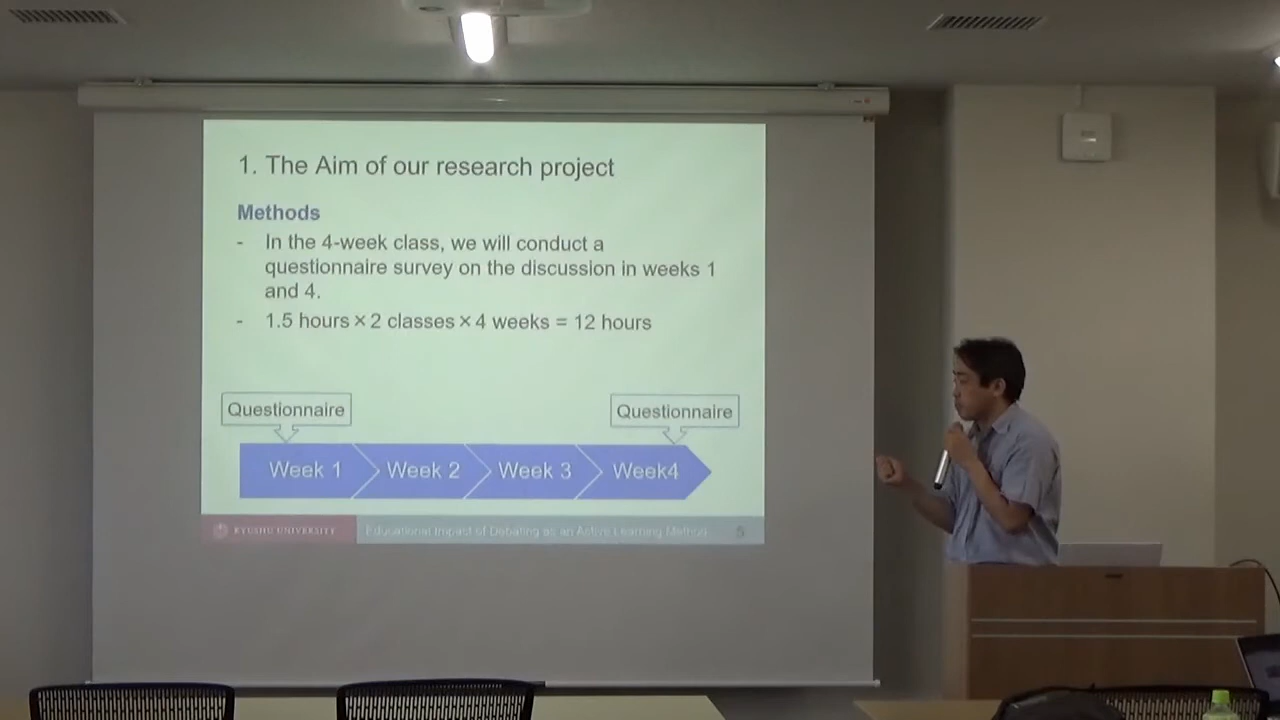 1. The Aim of our research project
Methods
- In the 4-week class, we will conduct a
questionnaire survey on the discussion in weeks 1
and 4.
- 1.5 hours×2 classes×4 weeks = 12 hours
Questionnaire
Questionnaire
Week 1
Week 2
Week 3
Week4
KYUSHU UNIVERSITY
Educational Impact of Debating as an Active Learning Method
5